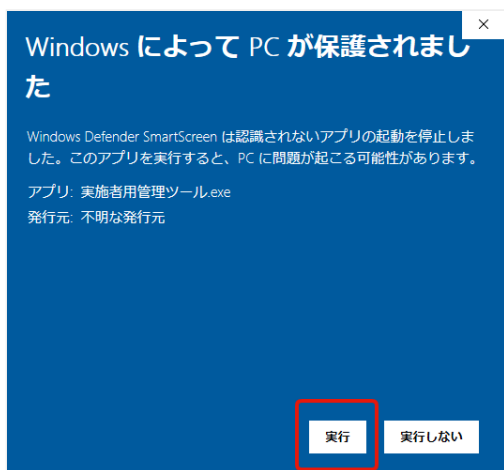 Windows によって PC が保護されまし
た
Windows Defender SmartScreen は認識されないアプリの起動を停止しま
した。このアプリを実行すると、PC に問題が起こる可能性があります。
アプリ: 実施者用管理ツール.exe
発行元: 不明な発行元
実行 実行しない